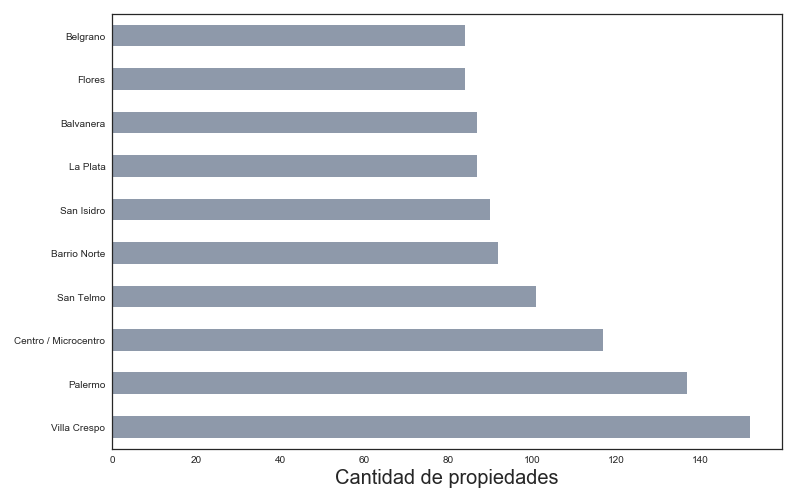 Belgrano
Flores
Balvanera
La Plata
San Isidro
Barrio Norte
San Telmo
Centro / Microcentro
Palermo
Villa Crespo
0 20 40 60 80 100 120 140
Cantidad de propiedades